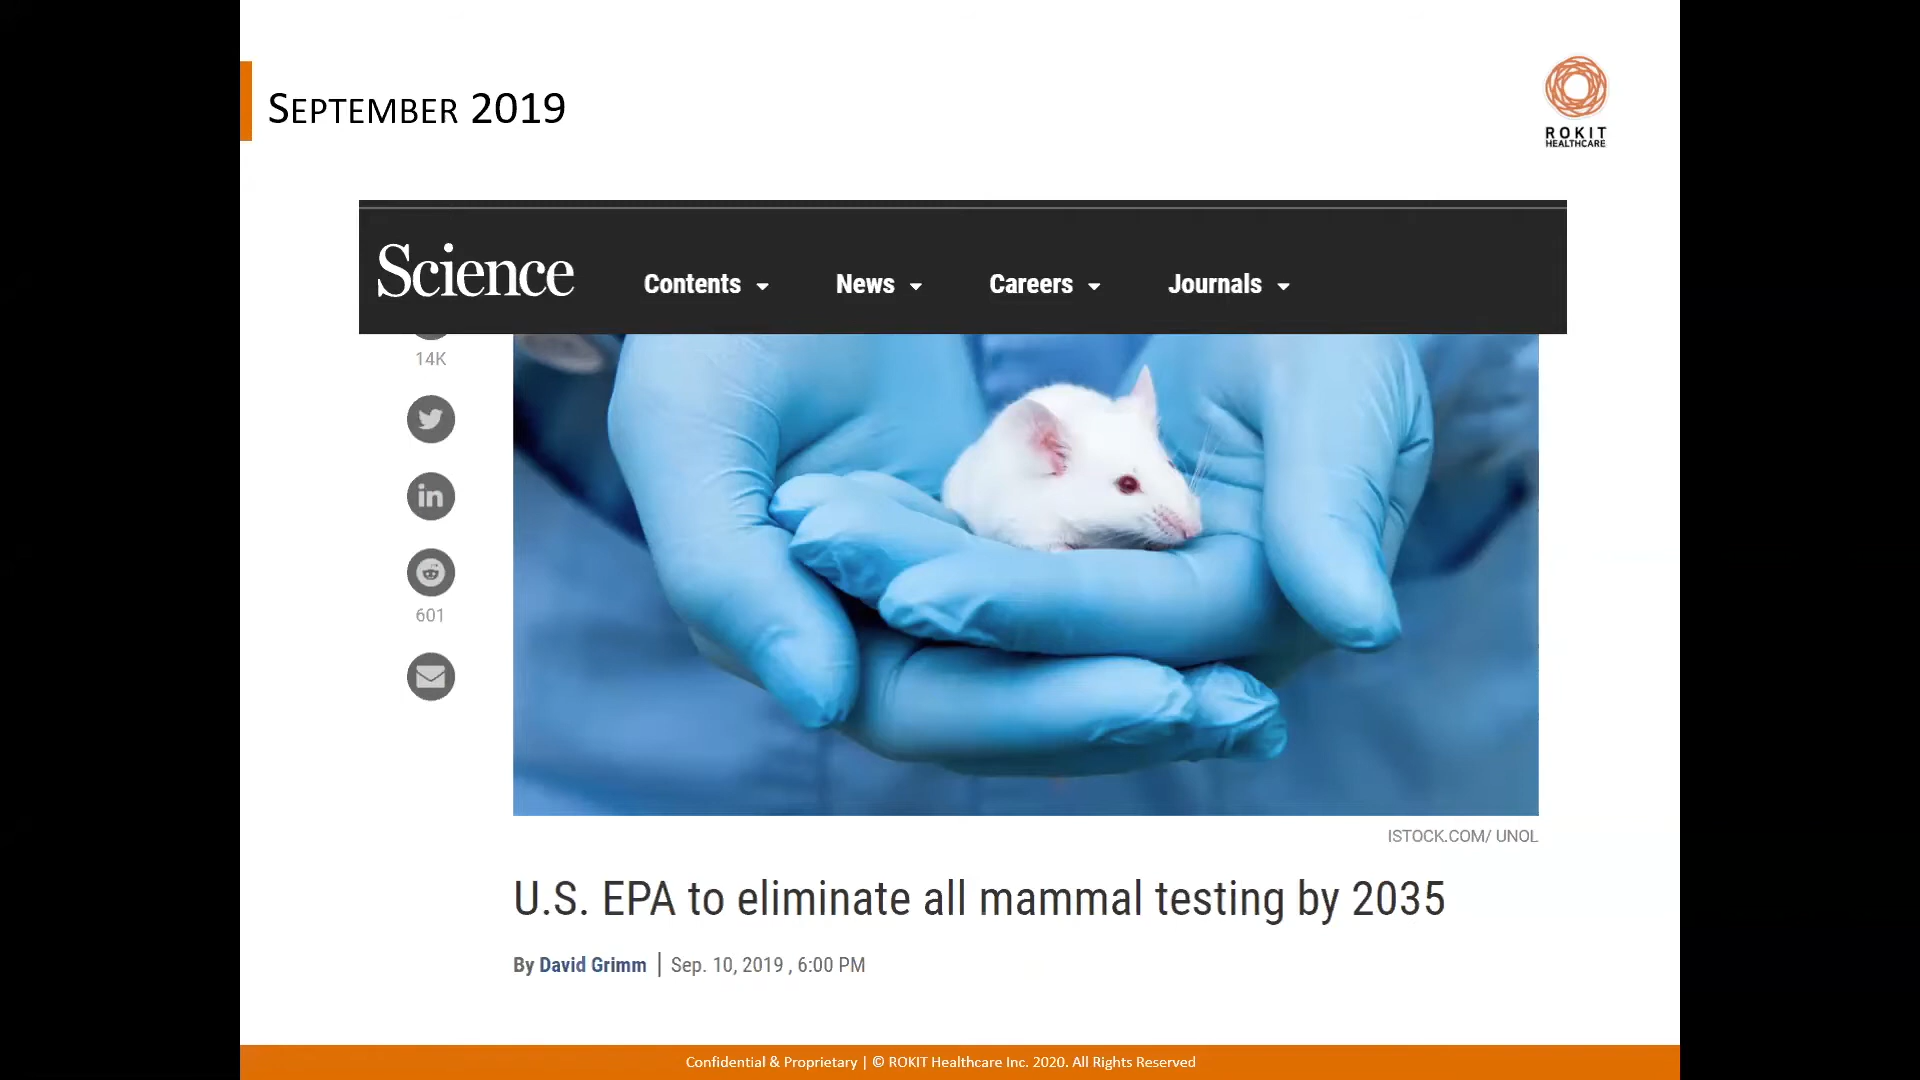 SEPTEMBER 2019
ROKIT
HEALTHCARE
Science
Contents
News
Careers
Journals
14K
in
601
ISTOCK.COM/ UNOL
U.S. EPA to eliminate all mammal testing by 2035
By David Grimm | Sep. 10, 2019 , 6:00 PM
Confidential & Proprietary | © ROKIT Healthcare Inc. 2020. All Rights Reserved